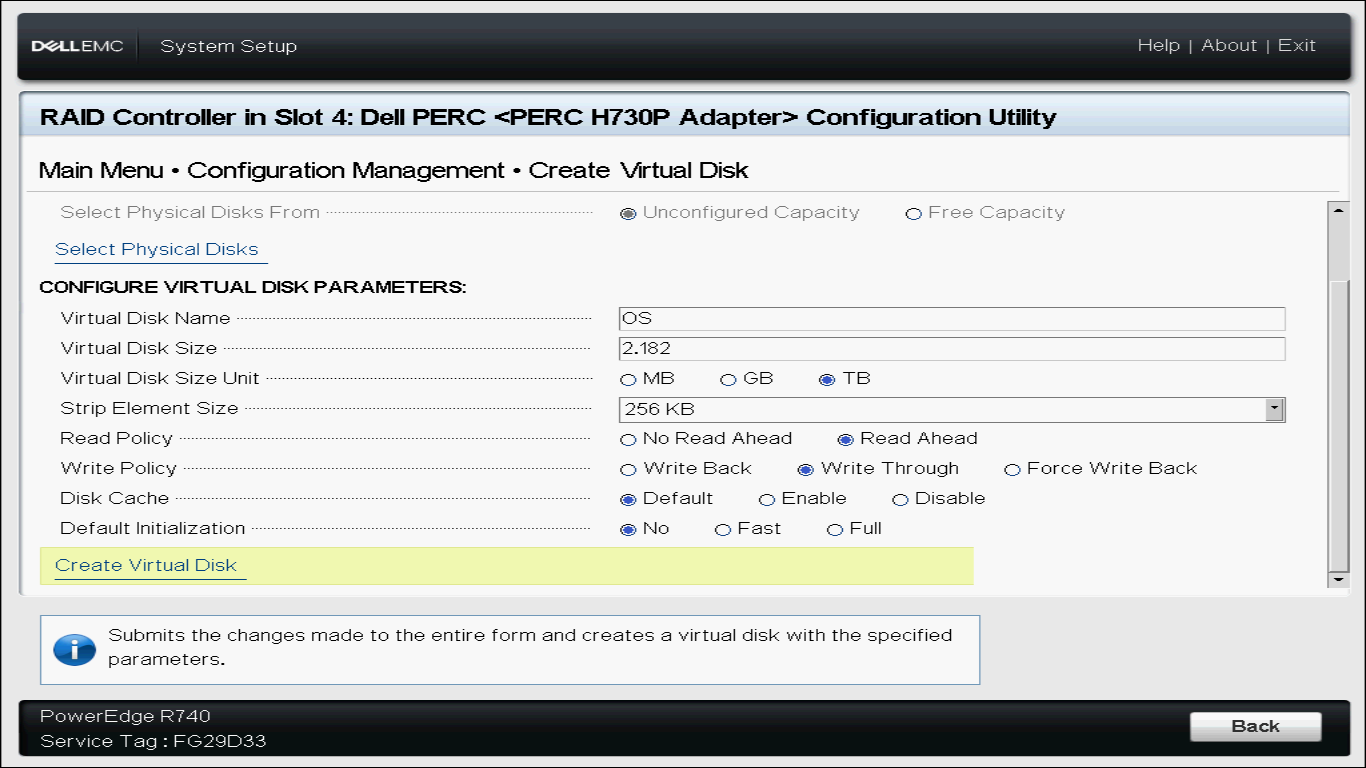 DELLEMC System Setup Help | About | Exit
RAID Controller in Slot 4: Dell PERC <PERC H730P Adapter> Configuration Utility
Main Menu • Configuration Management • Create Virtual Disk
Select Physical Disks From Unconfigured Capacity Free Capacity
Select Physical Disks
CONFIGURE VIRTUAL DISK PARAMETERS:
Virtual Disk Name OS
Virtual Disk Size 2.182
Virtual Disk Size Unit MB GB TB
Strip Element Size 256 KB
Read Policy No Read Ahead Read Ahead
Write Policy Write Back Write Through Force Write Back
Disk Cache Default Enable Disable
Default Initialization No Fast Full
Create Virtual Disk
Submits the changes made to the entire form and creates a virtual disk with the specified
parameters.
PowerEdge R740
Service Tag : FG29D33
Back